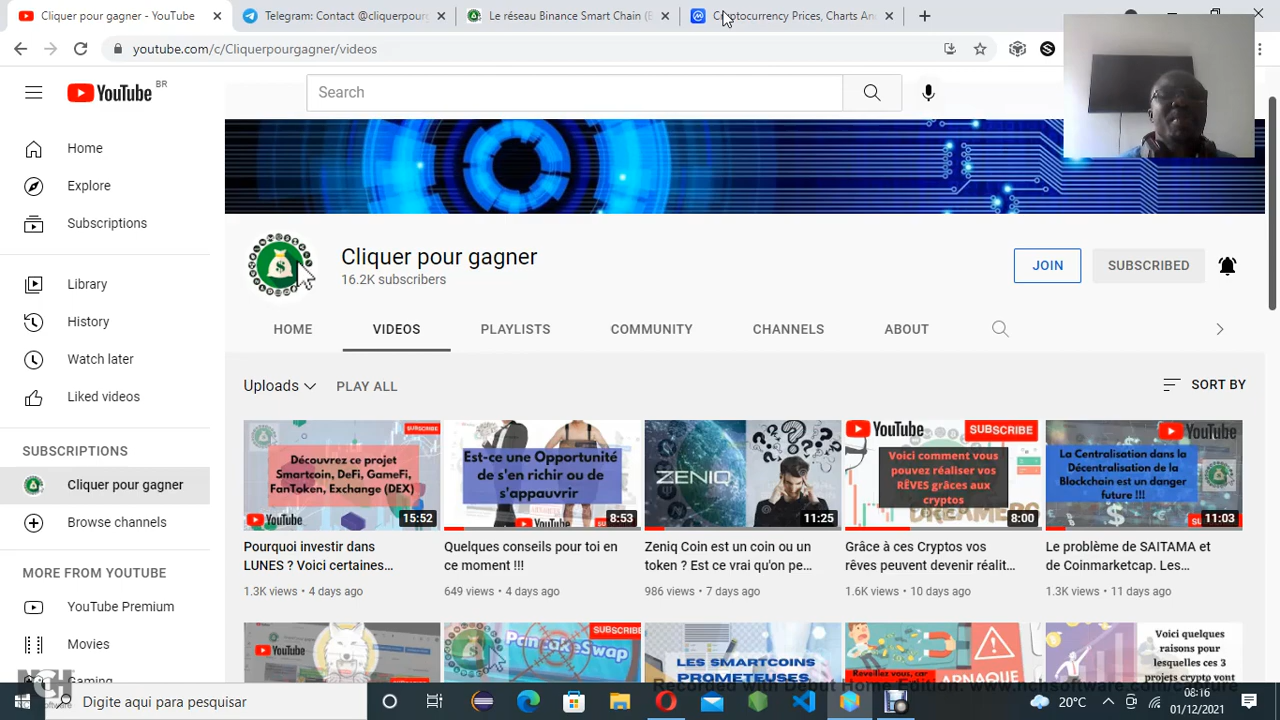 Pour gagner - YouTube
Telegram: Contact @cliquerpourg
Le réseau Binance Smart Chain (B
Cryptocurrency Prices, Charts An
youtube.com/c/Cliquerpourgagner/videos
YouTube BR
Search
Home
Explore
Subscriptions
Library
History
Watch later
Liked videos
SUBSCRIPTIONS
Cliquer pour gagner
Browse channels
MORE FROM YOUTUBE
YouTube Premium
Movies
Gaming
Cliquer pour gagner
16.2K subscribers
JOIN
SUBSCRIBED
HOME
VIDEOS
PLAYLISTS
COMMUNITY
CHANNELS
ABOUT
Uploads
PLAY ALL
SORT BY
SUBSCRIBE
Découvrez ce projet
Smartcoin, DeFi, GameFi,
FanToken, Exchange (DEX)
YouTube
15:52
Pourquoi investir dans
LUNES ? Voici certaines...
1.3K views • 4 days ago
Est-ce une Opportunité
de s'en richir ou de
s'appauvrir
YouTube
8:53
Quelques conseils pour toi en
ce moment !!!
649 views • 4 days ago
ZENIQ
11:25
Zeniq Coin est un coin ou un
token ? Est ce vrai qu'on pe...
986 views • 7 days ago
YouTube
SUBSCRIBE
Voici comment vous
pouvez réaliser vos
RÊVES grâces aux
cryptos
8:00
Grâce à ces Cryptos vos
rêves peuvent devenir réalit...
1.6K views • 10 days ago
YouTube
La Centralisation dans la
Décentralisation de la
Blockchain est un danger
future !!!
11:03
Le problème de SAITAMA et
de Coinmarketcap. Les...
1.3K views • 11 days ago
YouTube
SUBSCRIBE
PancakeSwap
LES SMARTCOINS
PROMETEUSES
Reveillez-vous, car
ARNAQUE
Voici quelques
raisons pour
lesquelles ces 3
projets crypto vont
NCH
Recorded with Debut Home Edition: www.nchsoftware.com/capture
Digite aqui para pesquisar
20°C
08:16
01/12/2021